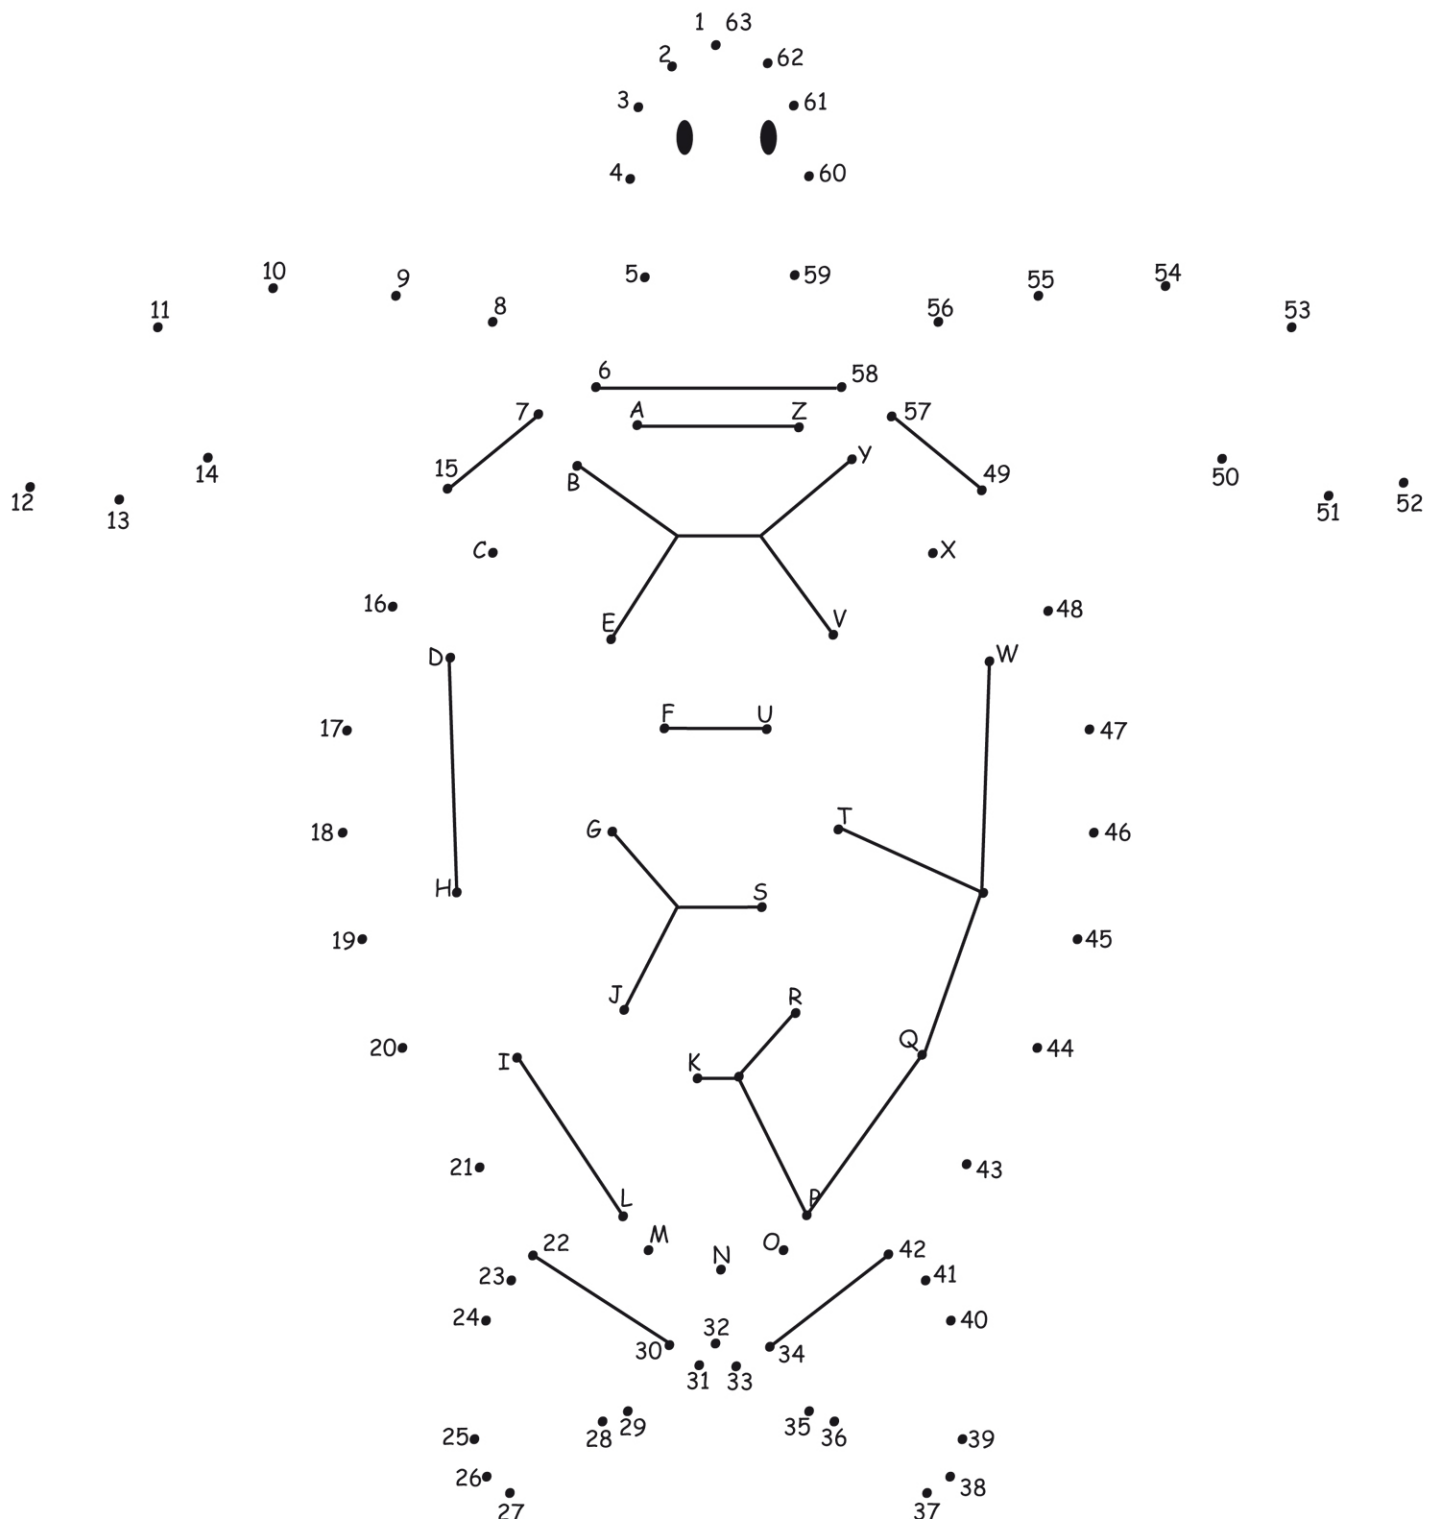 1 63
2 62
3 61
4 60
5 59
10 9 8 56 55 54
11 53
6 58
7 A Z 57
15 B Y 49
12 13 14 50 51 52
C X
16 E V 48
D W
17 F U 47
18 G T 46
H S
19 45
J R
20 I K Q 44
21 43
L P
22 M N O 42
23 41
24 40
30 32 34
31 33
25 28 29 35 36 39
26 38
27 37